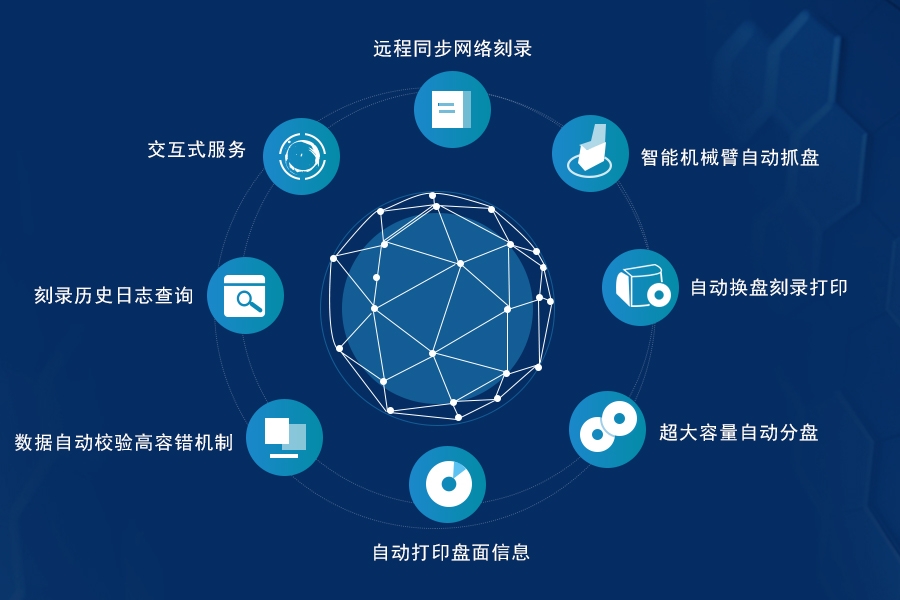 远程同步网络刻录
交互式服务
智能机械臂自动抓盘
刻录历史日志查询
自动换盘刻录打印
数据自动校验高容错机制
超大容量自动分盘
自动打印盘面信息